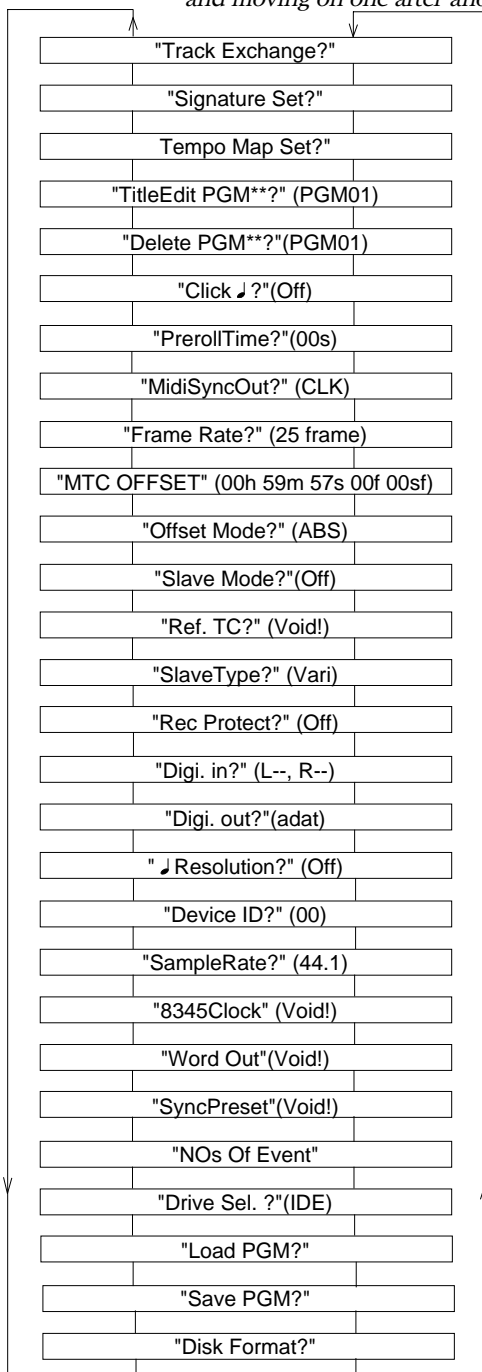 and moving on one after ano
"Track Exchange?"
"Signature Set?"
Tempo Map Set?"
"TitleEdit PGM**?" (PGM01)
"Delete PGM**?"(PGM01)
"Click ♩?"(Off)
"PrerollTime?"(00s)
"MidiSyncOut?" (CLK)
"Frame Rate?" (25 frame)
"MTC OFFSET" (00h 59m 57s 00f 00sf)
"Offset Mode?" (ABS)
"Slave Mode?"(Off)
"Ref. TC?" (Void!)
"SlaveType?" (Vari)
"Rec Protect?" (Off)
"Digi. in?" (L--, R--)
"Digi. out?"(adat)
"♩Resolution?" (Off)
"Device ID?" (00)
"SampleRate?" (44.1)
"8345Clock" (Void!)
"Word Out"(Void!)
"SyncPreset"(Void!)
"NOs Of Event"
"Drive Sel. ?"(IDE)
"Load PGM?"
"Save PGM?"
"Disk Format?"